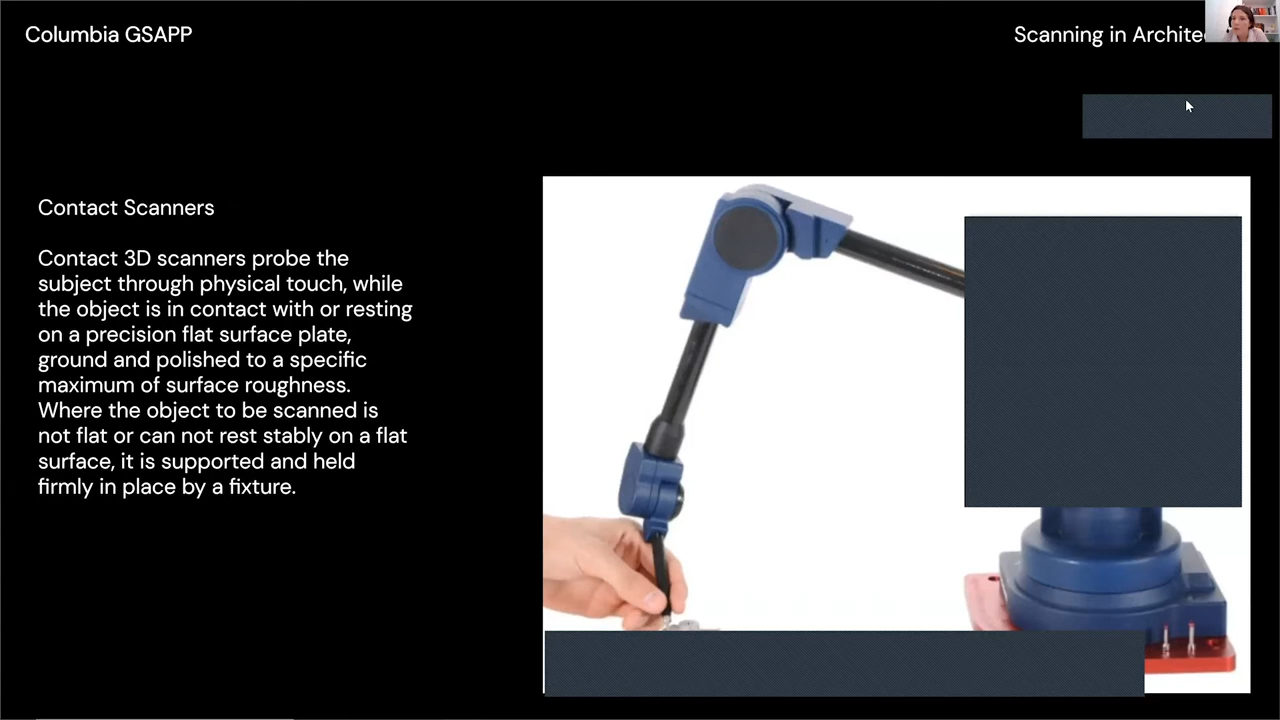 Columbia GSAPP
Scanning in
Contact Scanners
Contact 3D scanners probe the
subject through physical touch, while
the object is in contact with or resting
on a precision flat surface plate,
ground and polished to a specific
maximum of surface roughness.
Where the object to be scanned is
not flat or can not rest stably on a flat
surface, it is supported and held
firmly in place by a fixture.